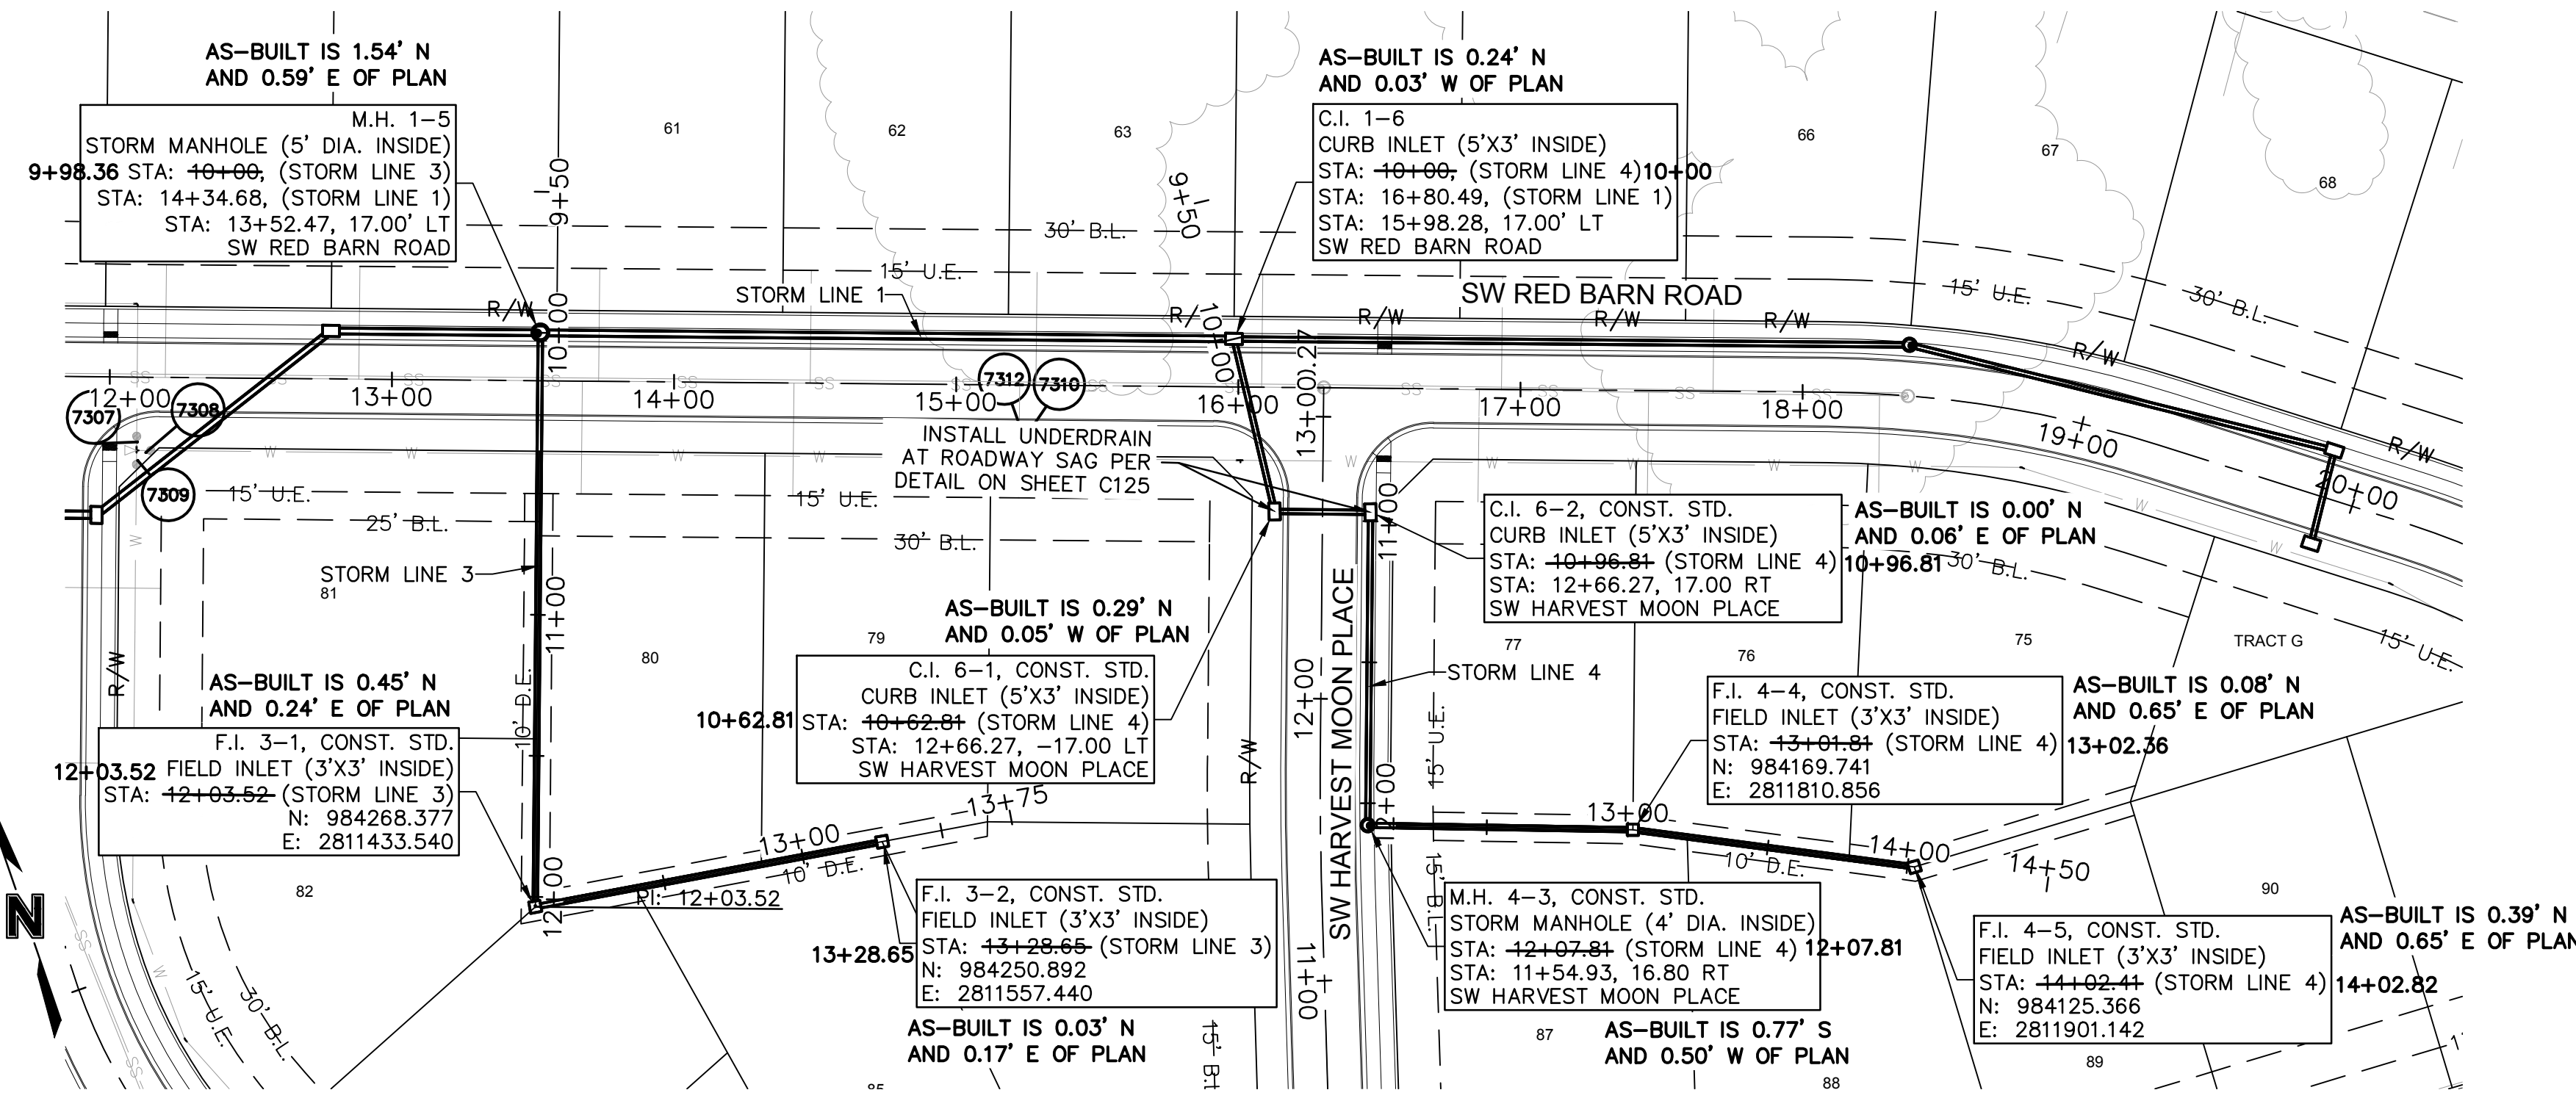 AS-BUILT IS 1.54' N
AND 0.59' E OF PLAN
M.H. 1-5
STORM MANHOLE (5' DIA. INSIDE)
9+98.36 STA: 10+00, (STORM LINE 3)
STA: 14+34.68, (STORM LINE 1)
STA: 13+52.47, 17.00' LT
SW RED BARN ROAD
AS-BUILT IS 0.24' N
AND 0.03' W OF PLAN
C.I. 1-6
CURB INLET (5'X3' INSIDE)
STA: 10+00, (STORM LINE 4) 10+00
STA: 16+80.49, (STORM LINE 1)
STA: 15+98.28, 17.00' LT
SW RED BARN ROAD
61
62
63
66
67
68
9+50
9+50
30' B.L.
15' U.E.
15' U.E.
30' B.L.
STORM LINE 1
SW RED BARN ROAD
R/W
R/W
R/W
R/W
R/W
R/W
R/W
10+00
10+00
13+00.27
12+00
13+00
14+00
15+00
16+00
17+00
18+00
19+00
20+00
SS
SS
SS
SS
SS
SS
SS
SS
SS
SS
7307
7308
7309
7312
7310
INSTALL UNDERDRAIN
AT ROADWAY SAG PER
DETAIL ON SHEET C125
W
W
W
W
W
W
W
W
W
W
W
15' U.E.
25' B.L.
15' U.E.
30' B.L.
STORM LINE 3
81
80
79
11+00
10' D.E.
R/W
11+00
C.I. 6-2, CONST. STD.
CURB INLET (5'X3' INSIDE)
STA: 10+96.81 (STORM LINE 4) 10+96.81
STA: 12+66.27, 17.00 RT
SW HARVEST MOON PLACE
AS-BUILT IS 0.00' N
AND 0.06' E OF PLAN
30' B.L.
15' U.E.
TRACT G
AS-BUILT IS 0.29' N
AND 0.05' W OF PLAN
C.I. 6-1, CONST. STD.
CURB INLET (5'X3' INSIDE)
10+62.81 STA: 10+62.81 (STORM LINE 4)
STA: 12+66.27, -17.00 LT
SW HARVEST MOON PLACE
R/W
12+00
SW HARVEST MOON PLACE
STORM LINE 4
15' U.E.
77
76
75
AS-BUILT IS 0.45' N
AND 0.24' E OF PLAN
F.I. 3-1, CONST. STD.
12+03.52 FIELD INLET (3'X3' INSIDE)
STA: 12+03.52 (STORM LINE 3)
N: 984268.377
E: 2811433.540
F.I. 4-4, CONST. STD.
FIELD INLET (3'X3' INSIDE)
STA: 13+01.81 (STORM LINE 4) 13+02.36
N: 984169.741
E: 2811810.856
AS-BUILT IS 0.08' N
AND 0.65' E OF PLAN
12+00
13+00
13+75
10' D.E.
PI: 12+03.52
12+00
13+00
14+00
14+50
10' D.E.
82
N
SS
W
SS
15' U.E.
30' B.L.
F.I. 3-2, CONST. STD.
FIELD INLET (3'X3' INSIDE)
13+28.65 STA: 13+28.65 (STORM LINE 3)
N: 984250.892
E: 2811557.440
AS-BUILT IS 0.03' N
AND 0.17' E OF PLAN
11+00
15' B.L.
M.H. 4-3, CONST. STD.
STORM MANHOLE (4' DIA. INSIDE)
STA: 12+07.81 (STORM LINE 4) 12+07.81
STA: 11+54.93, 16.80 RT
SW HARVEST MOON PLACE
AS-BUILT IS 0.77' S
AND 0.50' W OF PLAN
F.I. 4-5, CONST. STD.
FIELD INLET (3'X3' INSIDE)
STA: 14+02.41 (STORM LINE 4) 14+02.82
N: 984125.366
E: 2811901.142
AS-BUILT IS 0.39' N
AND 0.65' E OF PLAN
90
87
88
89